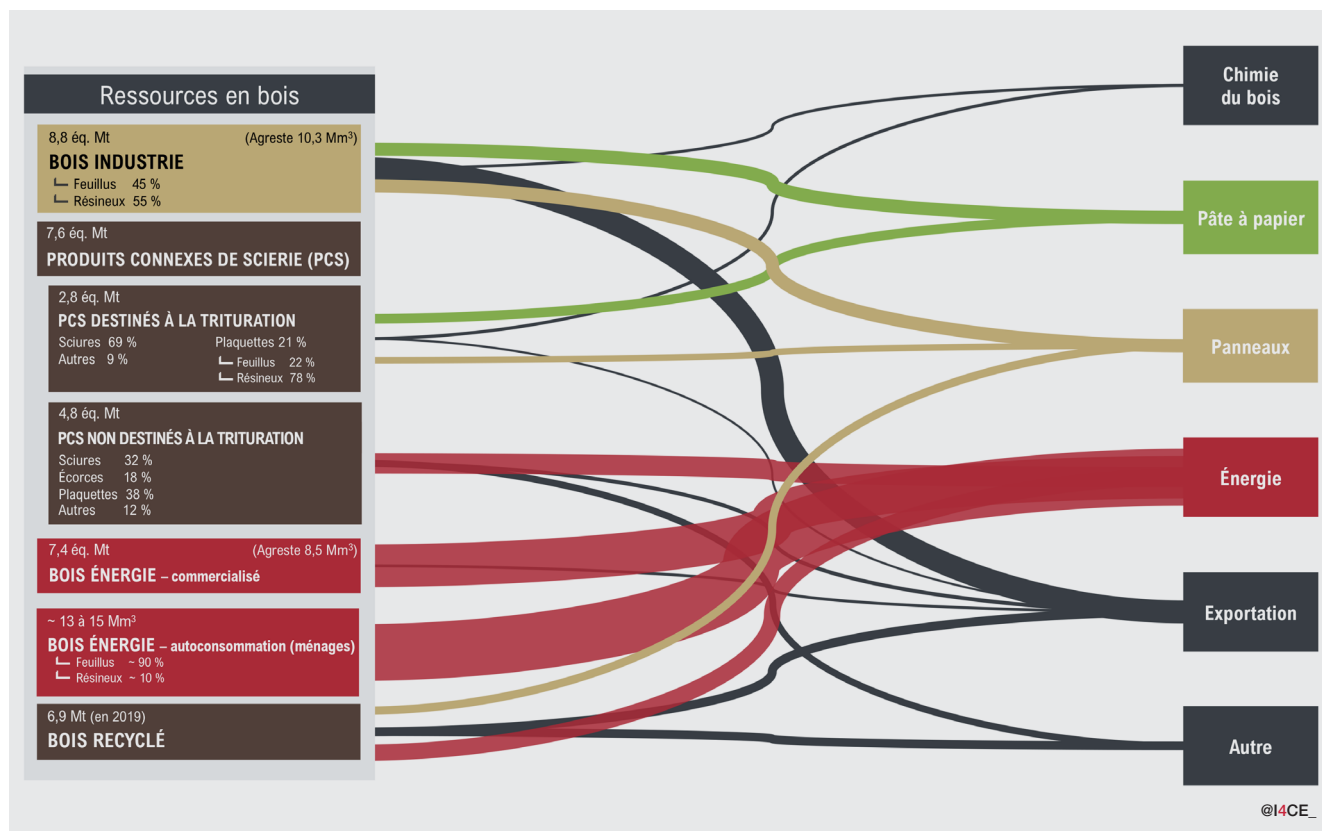 Ressources en bois
8,8 éq. Mt (Agreste 10,3 Mm³)
BOIS INDUSTRIE
Feuillus 45 %
Résineux 55 %
7,6 éq. Mt
PRODUITS CONNEXES DE SCIERIE (PCS)
2,8 éq. Mt
PCS DESTINÉS À LA TRITURATION
Sciures 69 % Plaquettes 21 %
Autres 9 % Feuillus 22 %
Résineux 78 %
4,8 éq. Mt
PCS NON DESTINÉS À LA TRITURATION
Sciures 32 %
Écorces 18 %
Plaquettes 38 %
Autres 12 %
7,4 éq. Mt (Agreste 8,5 Mm³)
BOIS ÉNERGIE – commercialisé
~ 13 à 15 Mm³
BOIS ÉNERGIE – autoconsommation (ménages)
Feuillus ~ 90 %
Résineux ~ 10 %
6,9 Mt (en 2019)
BOIS RECYCLÉ
Chimie
du bois
Pâte à papier
Panneaux
Énergie
Exportation
Autre
@I4CE_